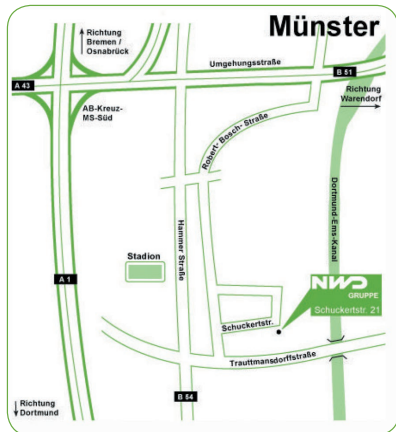 Münster
Richtung
Bremen /
Osnabrück
Umgehungsstraße
B 51
A 43
Richtung
Warendorf
AB-Kreuz-
MS-Süd
Robert-Bosch-Straße
Dortmund-Ems-Kanal
Hammer Straße
Stadion
A 1
NWD
GRUPPE
Schuckertstr. 21
Schuckertstr.
Trauttmansdorffstraße
B 54
Richtung
Dortmund